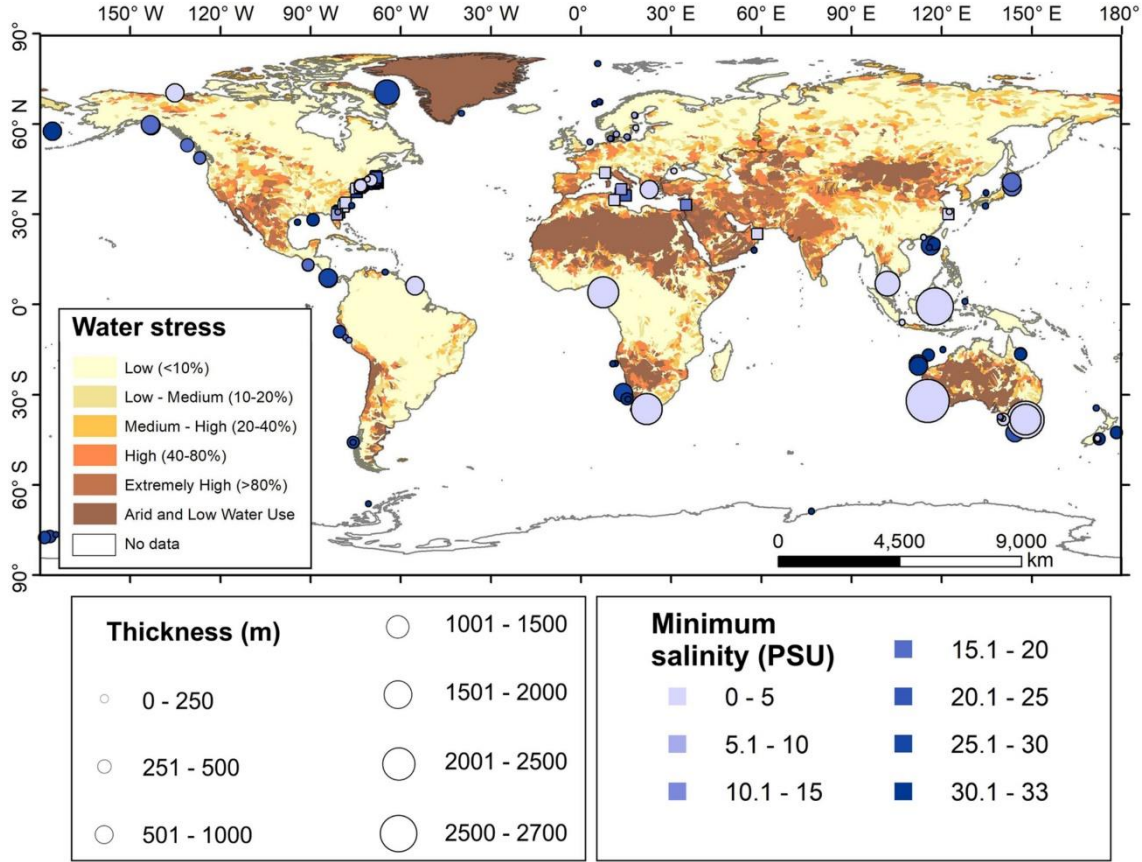 150° W 120° W 90° W 60° W 30° W 0° 30° E 60° E 90° E 120° E 150° E 180°
90°
60° N
30° N
0°
30° S
60° S
90°
Water stress
Low (<10%)
Low - Medium (10-20%)
Medium - High (20-40%)
High (40-80%)
Extremely High (>80%)
Arid and Low Water Use
No data
0 4,500 9,000
km
Thickness (m)
0 - 250
251 - 500
501 - 1000
1001 - 1500
1501 - 2000
2001 - 2500
2500 - 2700
Minimum
salinity (PSU)
0 - 5
5.1 - 10
10.1 - 15
15.1 - 20
20.1 - 25
25.1 - 30
30.1 - 33